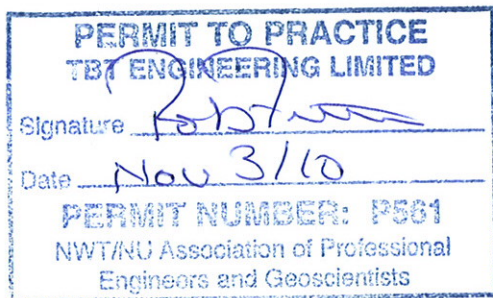 PERMIT TO PRACTICE
TBT ENGINEERING LIMITED
Signature
Date Nov 3/10
PERMIT NUMBER: P561
NWT/NU Association of Professional
Engineers and Geoscientists